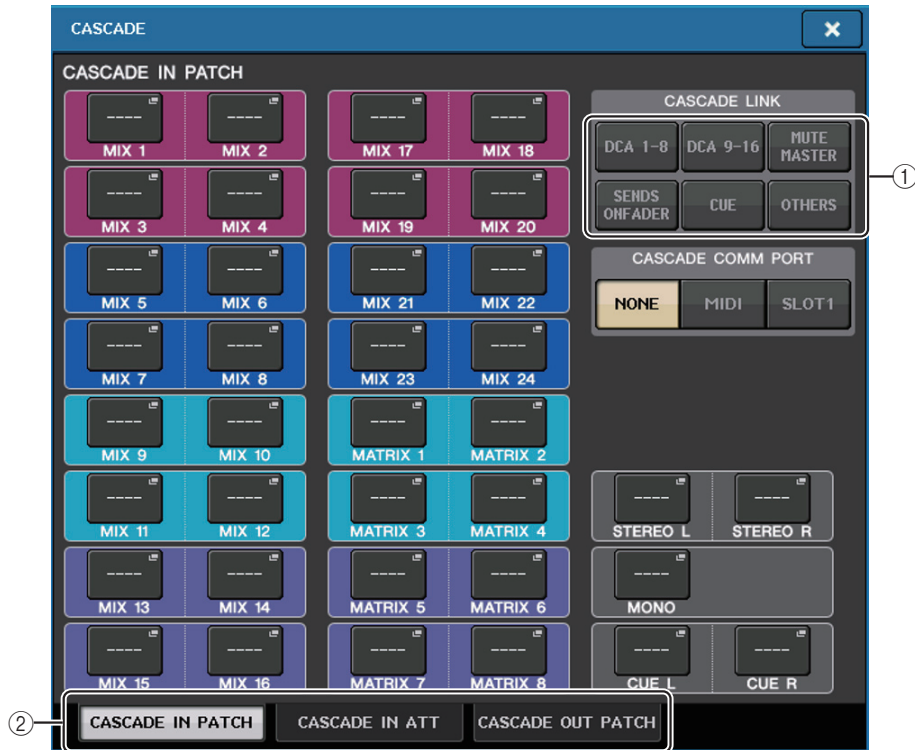 CASCADE
×
CASCADE IN PATCH
---- ---- ---- ----
MIX 1 MIX 2 MIX 17 MIX 18
---- ---- ---- ----
MIX 3 MIX 4 MIX 19 MIX 20
---- ---- ---- ----
MIX 5 MIX 6 MIX 21 MIX 22
---- ---- ---- ----
MIX 7 MIX 8 MIX 23 MIX 24
---- ---- ---- ----
MIX 9 MIX 10 MATRIX 1 MATRIX 2
---- ---- ---- ----
MIX 11 MIX 12 MATRIX 3 MATRIX 4
---- ---- ---- ----
MIX 13 MIX 14 MATRIX 5 MATRIX 6
---- ---- ---- ----
MIX 15 MIX 16 MATRIX 7 MATRIX 8
CASCADE LINK
DCA 1-8 DCA 9-16 MUTE
MASTER
SENDS
ONFADER CUE OTHERS
①
CASCADE COMM PORT
NONE MIDI SLOT1
---- ----
STEREO L STEREO R
----
MONO
---- ----
CUE L CUE R
②
CASCADE IN PATCH CASCADE IN ATT CASCADE OUT PATCH